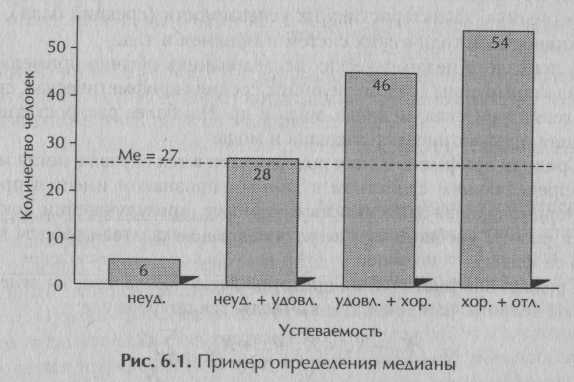 Количество человек
50
40
30
20
10
0
54
46
Me = 27
28
6
неуд.
неуд. + удовл.
удовл. + хор.
хор. + отл.
Успеваемость
Рис. 6.1. Пример определения медианы